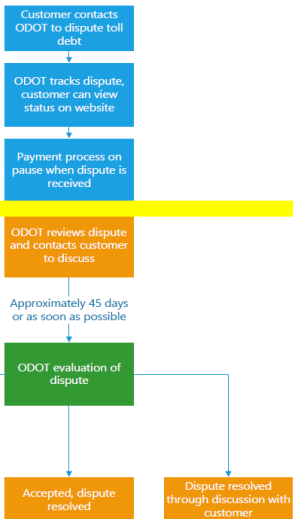 Customer contacts
ODOT to dispute toll
debt
ODOT tracks dispute,
customer can view
status on website
Payment process on
pause when dispute is
received
ODOT reviews dispute
and contacts customer
to discuss
Approximately 45 days
or as soon as possible
ODOT evaluation of
dispute
Accepted, dispute
resolved
Dispute resolved
through discussion with
customer